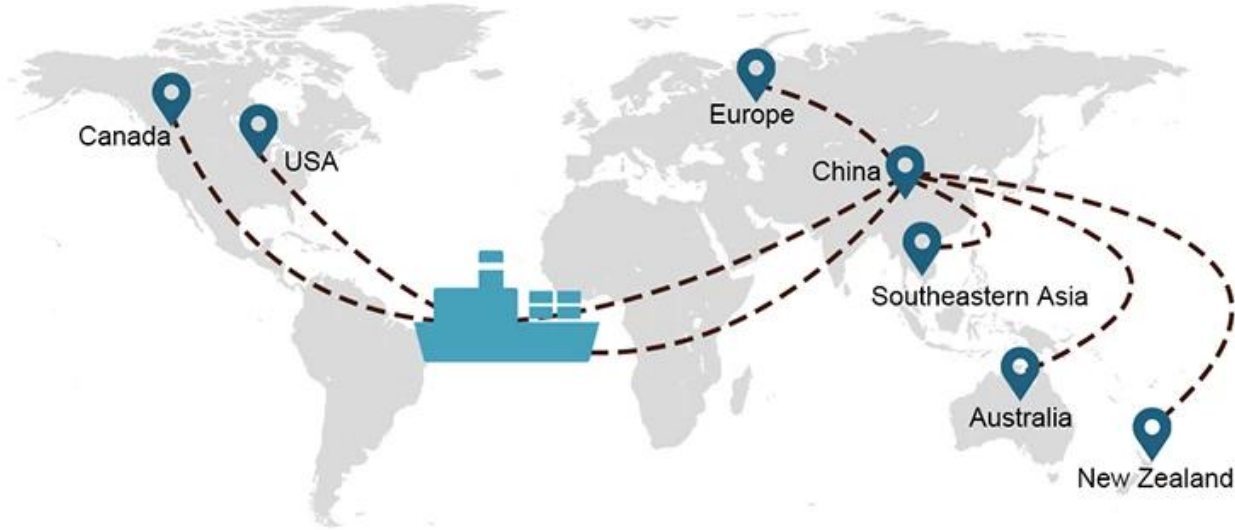 Canada
USA
Europe
China
Southeastern Asia
Australia
New Zealand